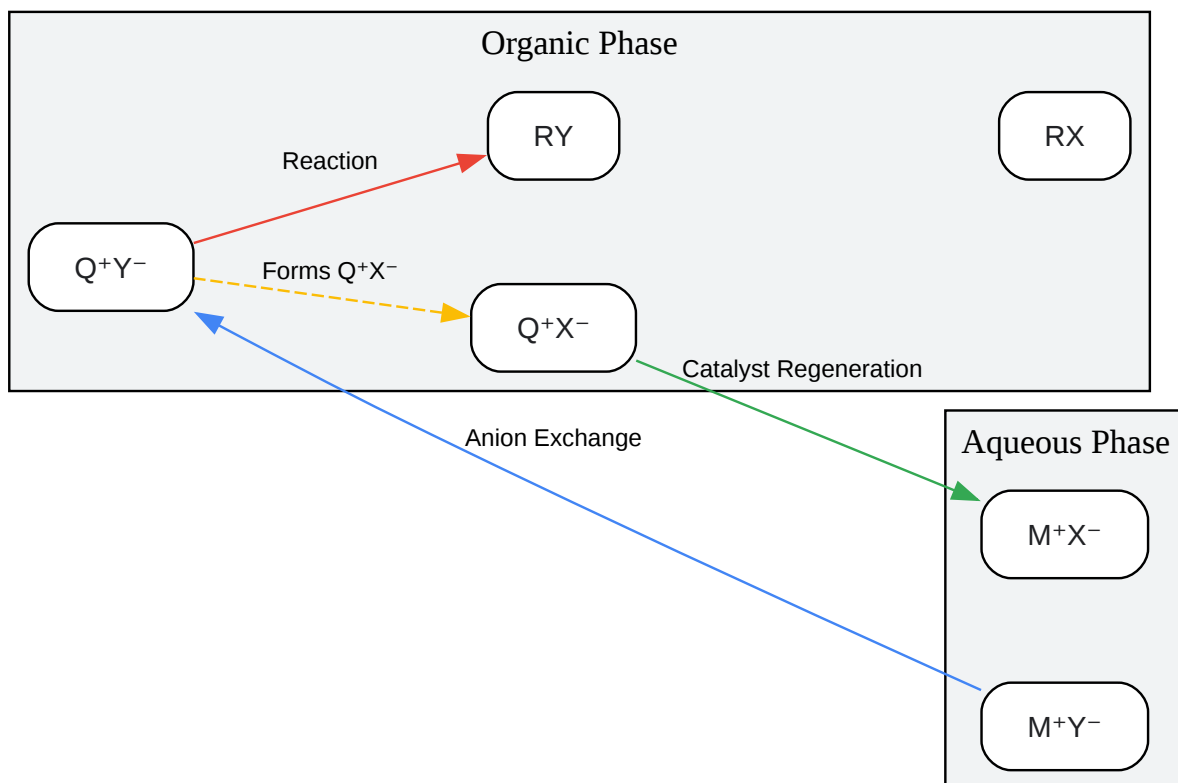 Organic Phase
RY
RX
Reaction
Q⁺Y⁻
Forms Q⁺X⁻
Q⁺X⁻
Catalyst Regeneration
Anion Exchange
Aqueous Phase
M⁺X⁻
M⁺Y⁻